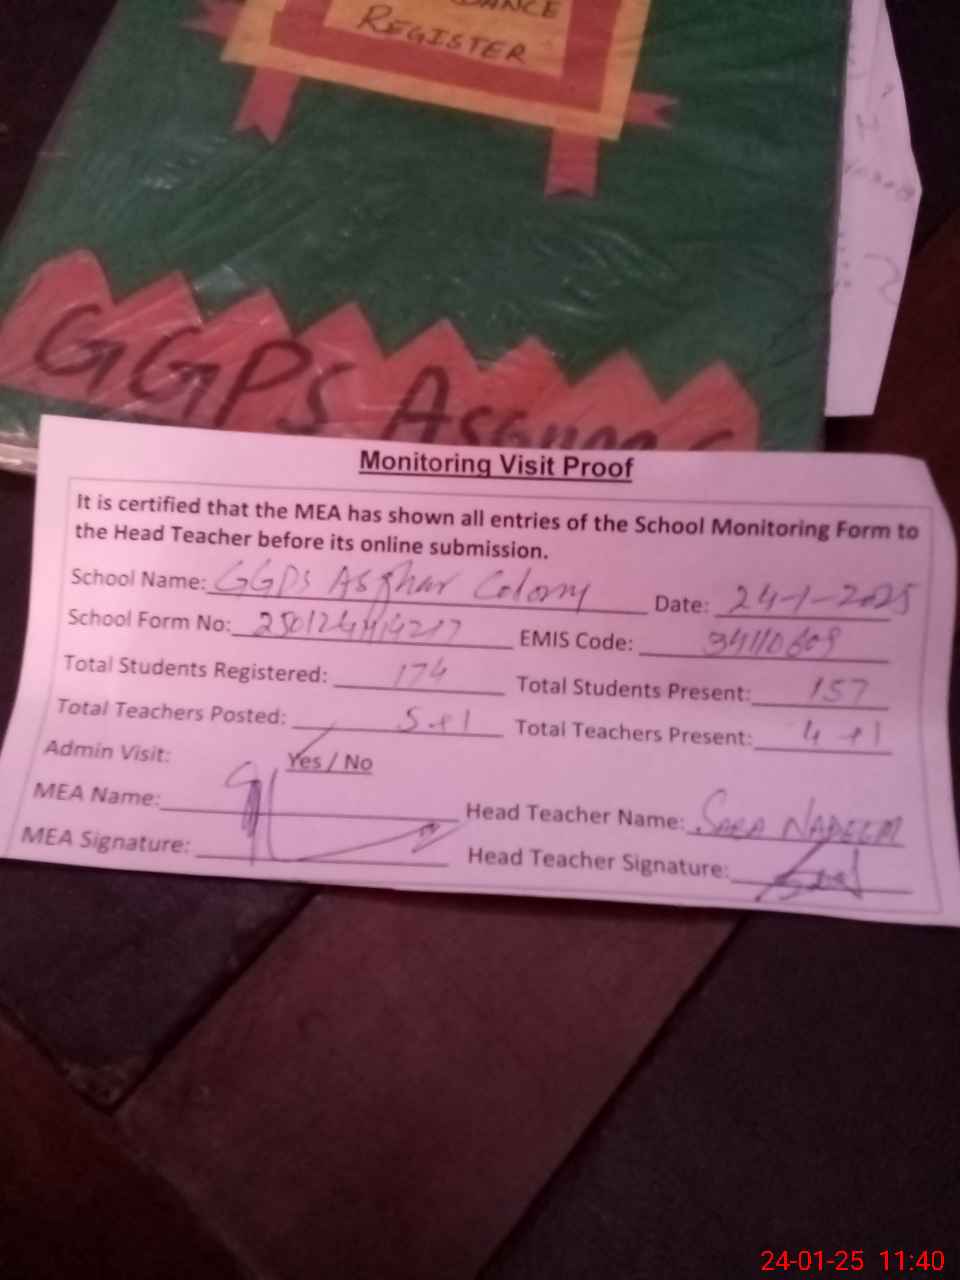 REGISTER
GGPS Asghar C
Monitoring Visit Proof
It is certified that the MEA has shown all entries of the School Monitoring Form to
the Head Teacher before its online submission.
School Name: GGPS Asghar Colony Date: 24-1-2025
School Form No: EMIS Code: 34110609
Total Students Registered: 174 Total Students Present: 157
Total Teachers Posted: 5+1 Total Teachers Present: 4+1
Admin Visit: Yes / No
MEA Name: Head Teacher Name: SARA NADEEM
MEA Signature: Head Teacher Signature:
24-01-25 11:40